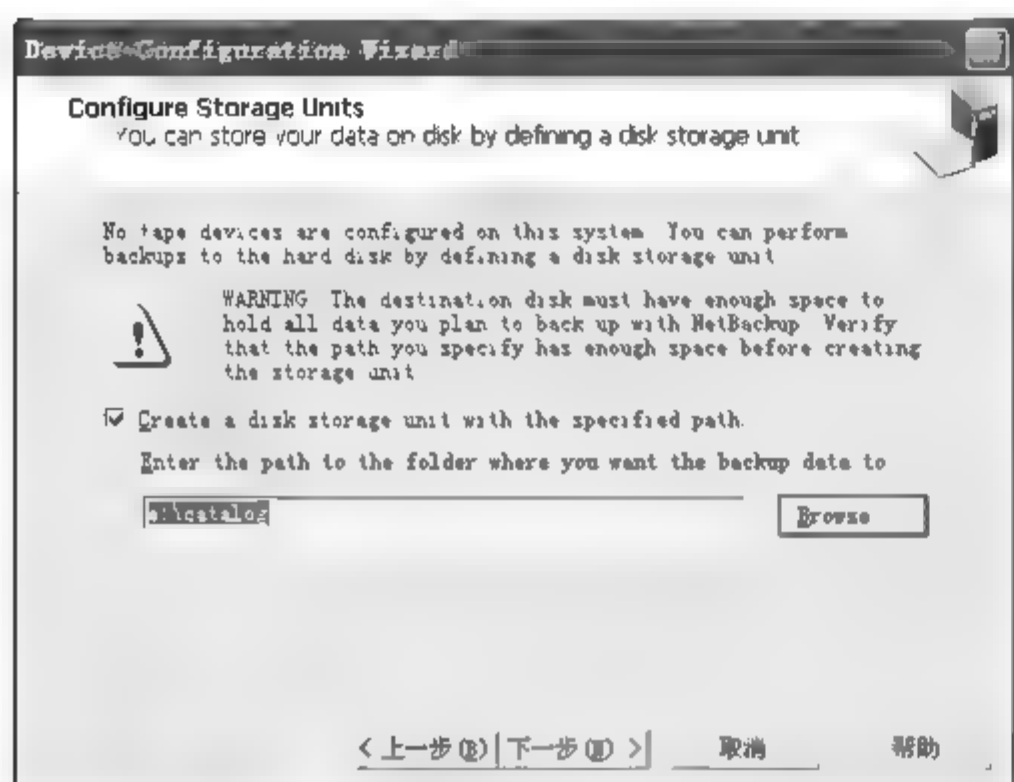 Device Configuration Wizard
Configure Storage Units
You can store your data on disk by defining a disk storage unit
No tape devices are configured on this system You can perform
backups to the hard disk by defining a disk storage unit
WARNING The destination disk must have enough space to
hold all data you plan to back up with NetBackup Verify
that the path you specify has enough space before creating
the storage unit
Create a disk storage unit with the specified path.
Enter the path to the folder where you want the backup data to
:\catalog
Browse
< 上一步(B) 下一步(N) > 取消 帮助